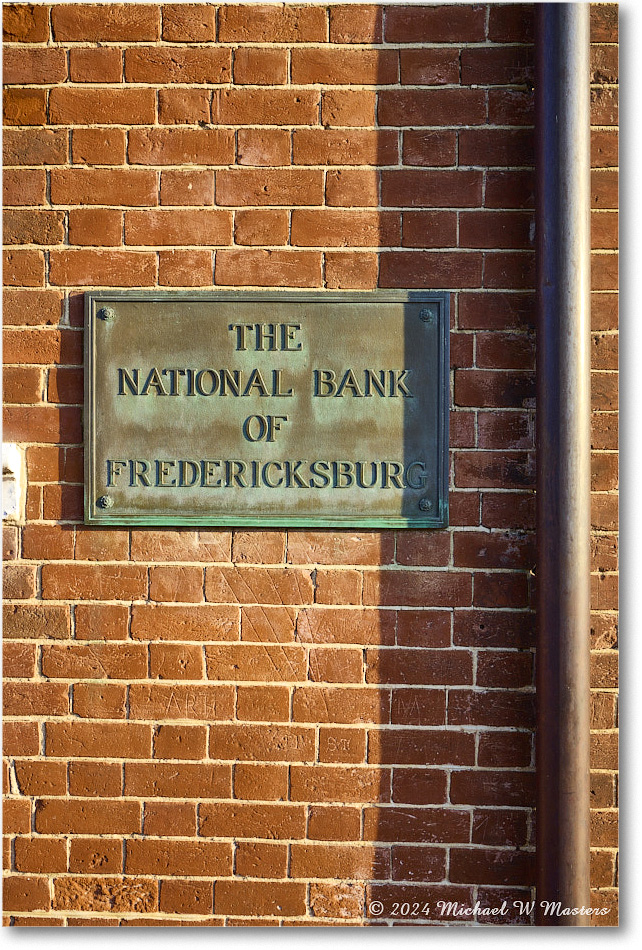 THE
NATIONAL BANK
OF
FREDERICKSBURG
© 2024 Michael W Masters